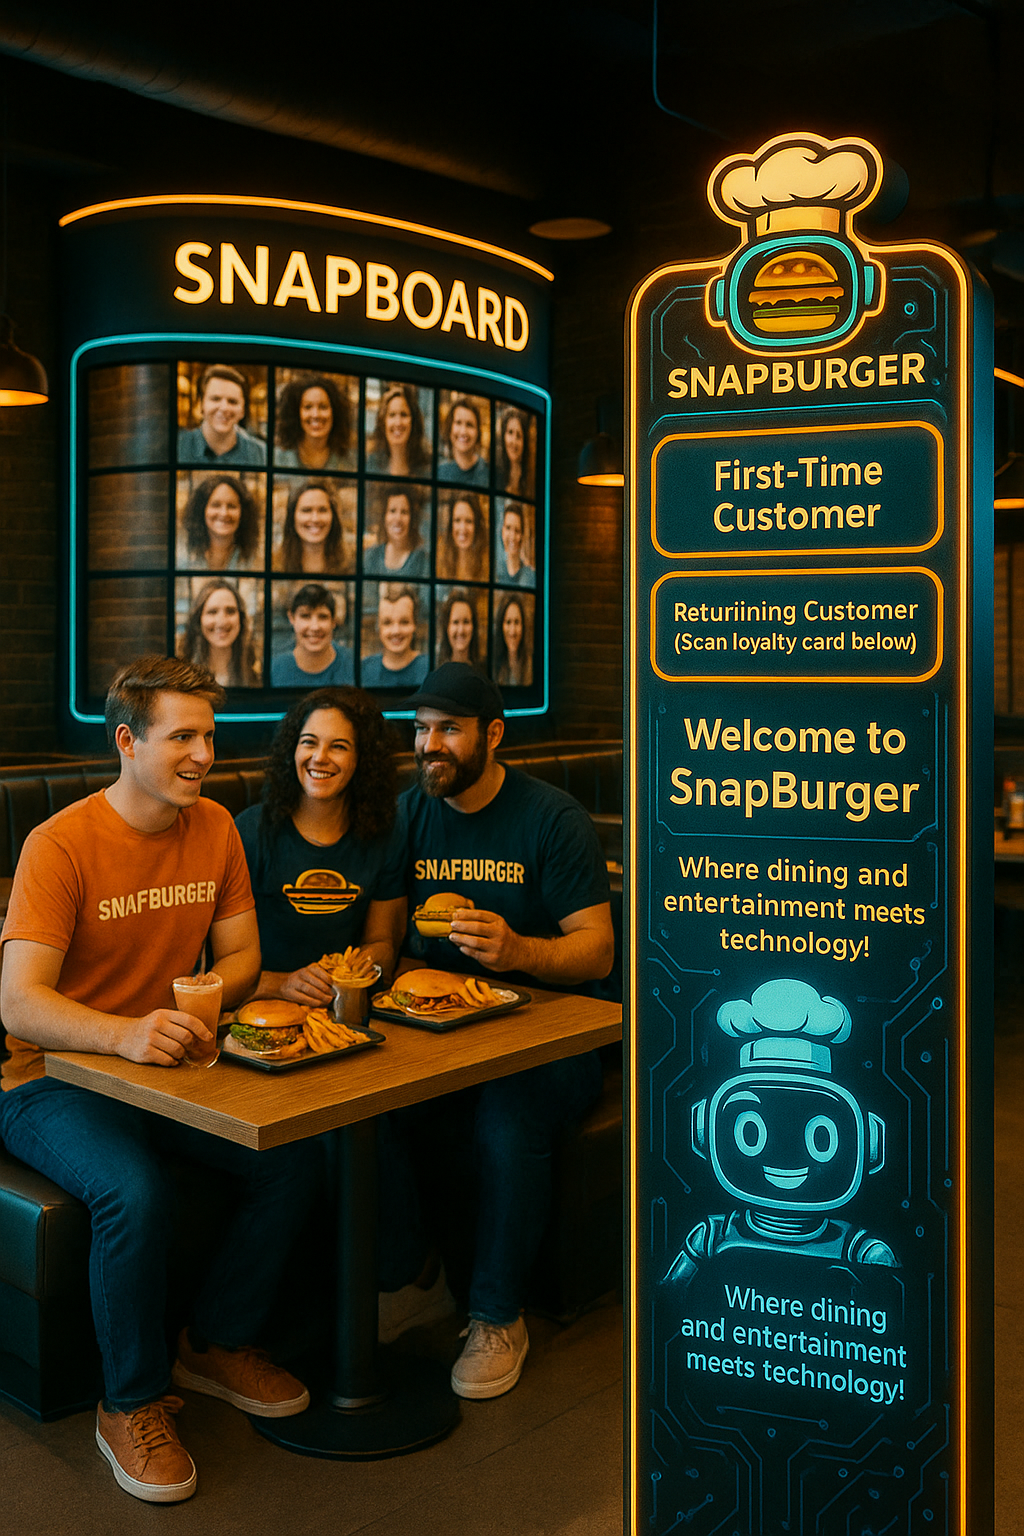 SNAPBOARD
SNAPBURGER
First-Time
Customer
Returiining Customer
(Scan loyalty card below)
Welcome to
SnapBurger
Where dining and
entertainment meets
technology!
Where dining
and entertainment
meets technology!
SNAFBURGER
SNAFBURGER